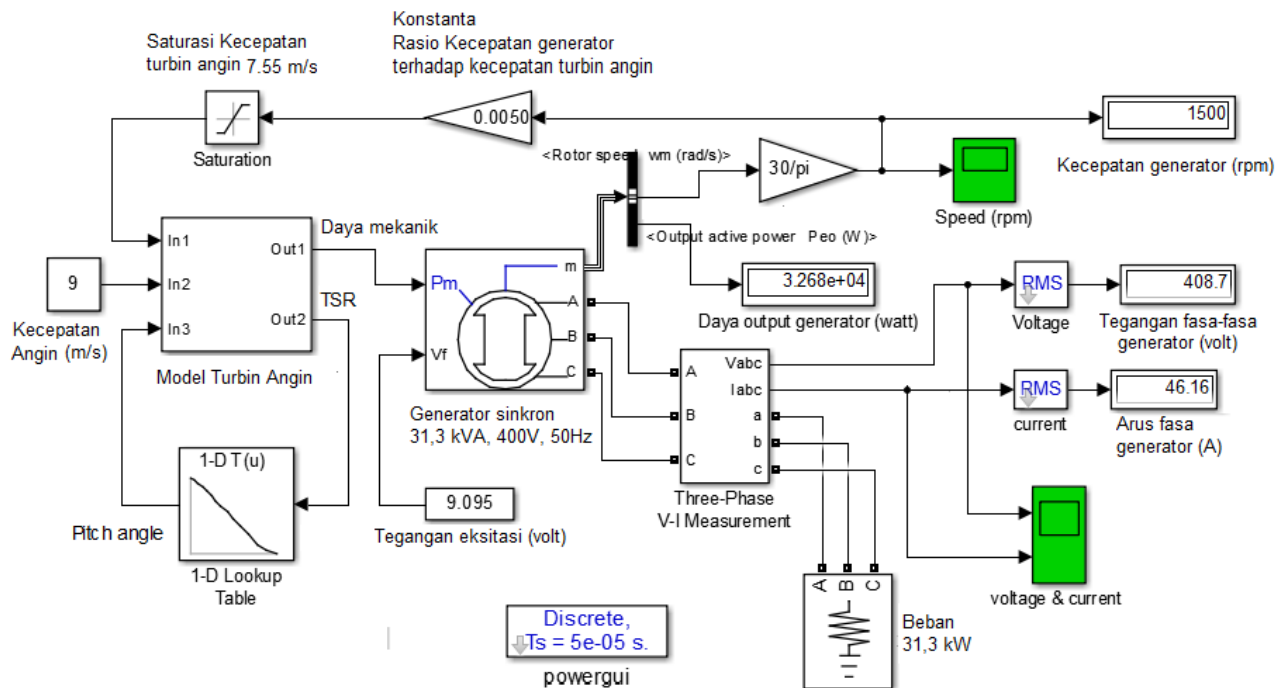 Konstanta
Rasio Kecepatan generator
terhadap kecepatan turbin angin
Saturasi Kecepatan
turbin angin 7.55 m/s
Saturation
0.0050
1500
Kecepatan generator (rpm)
<Rotor speed wm (rad/s)>
30/pi
Speed (rpm)
<Output active power Peo (W)>
3.268e+04
Daya output generator (watt)
In1
In2
In3
Out1
Out2
Model Turbin Angin
Daya mekanik
TSR
9
Kecepatan
Angin (m/s)
Pm
Vf
m
A
B
C
Generator sinkron
31,3 kVA, 400V, 50Hz
RMS
Voltage
408.7
Tegangan fasa-fasa
generator (volt)
A
B
C
Vabc
Iabc
a
b
c
Three-Phase
V-I Measurement
RMS
current
46.16
Arus fasa
generator (A)
1-D T(u)
Pitch angle
1-D Lookup
Table
9.095
Tegangan eksitasi (volt)
voltage & current
A
B
C
Beban
31,3 kW
Discrete,
Ts = 5e-05 s.
powergui